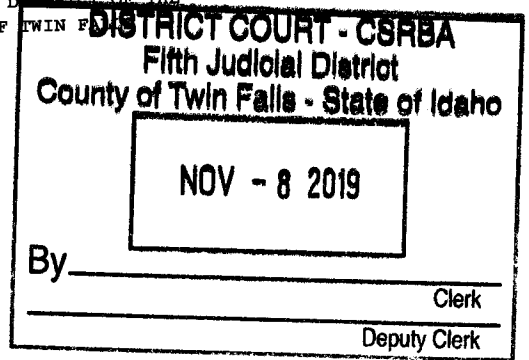 F TWIN F
DISTRICT COURT - CSRBA
Fifth Judicial District
County of Twin Falls - State of Idaho
NOV - 8 2019
By
Clerk
Deputy Clerk